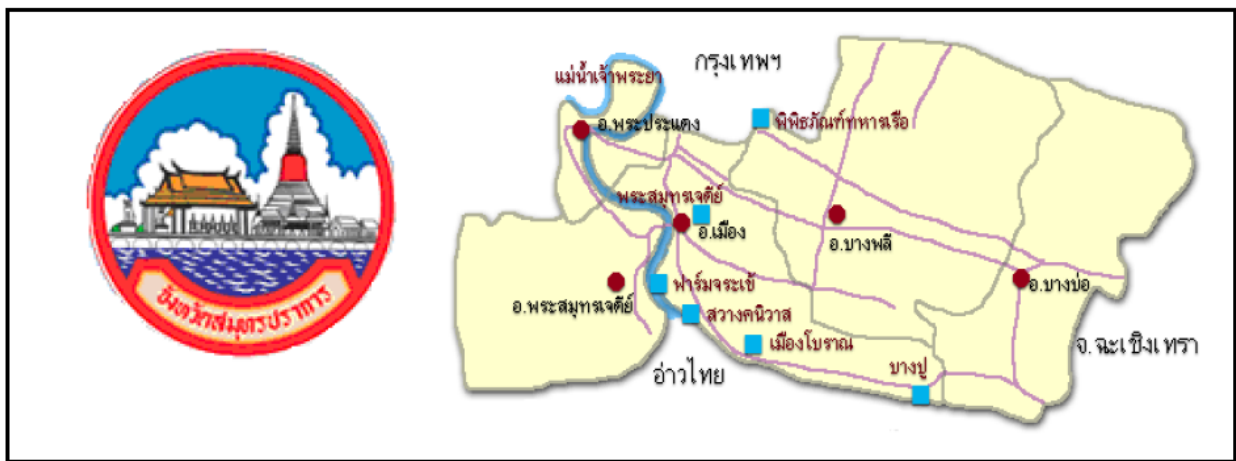 จังหวัดสมุทรปราการ
กรุงเทพฯ
แม่น้ำเจ้าพระยา
อ.พระประแดง
พิพิธภัณฑ์ทหารเรือ
พระสมุทรเจดีย์
อ.เมือง
อ.บางพลี
อ.บางบ่อ
ฟาร์มจระเข้
อ.พระสมุทรเจดีย์
สวางคนิวาส
เมืองโบราณ
จ.ฉะเชิงเทรา
อ่าวไทย
บางปู